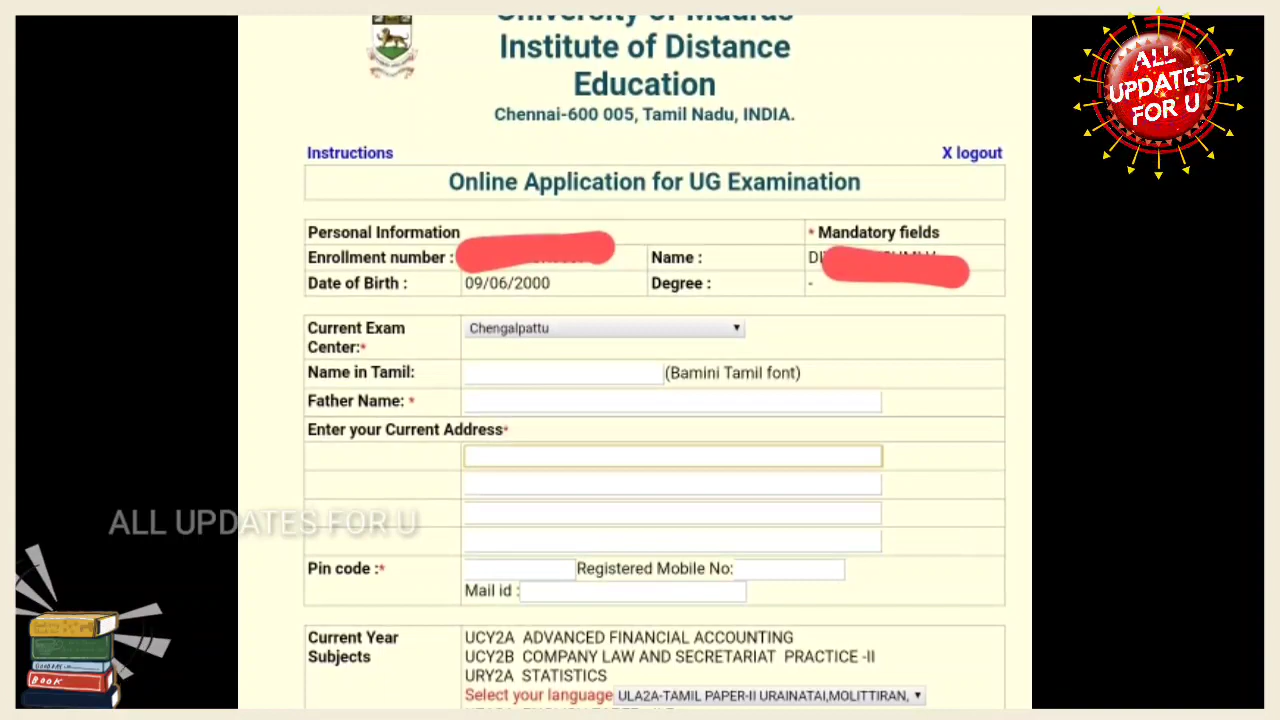 University of Madras
Institute of Distance
Education
Chennai-600 005, Tamil Nadu, INDIA.
ALL
UPDATES
FOR U
Instructions
X logout
Online Application for UG Examination
Personal Information
* Mandatory fields
Enrollment number :
Name :
Date of Birth :
09/06/2000
Degree :
-
Current Exam
Center:*
Chengalpattu
Name in Tamil:
(Bamini Tamil font)
Father Name: *
Enter your Current Address*
ALL UPDATES FOR U
Pin code :*
Registered Mobile No:
Mail id :
Current Year
Subjects
UCY2A ADVANCED FINANCIAL ACCOUNTING
UCY2B COMPANY LAW AND SECRETARIAT PRACTICE -II
URY2A STATISTICS
Select your language ULA2A-TAMIL PAPER-II URAINATAI,MOLITTIRAN,
BOOK